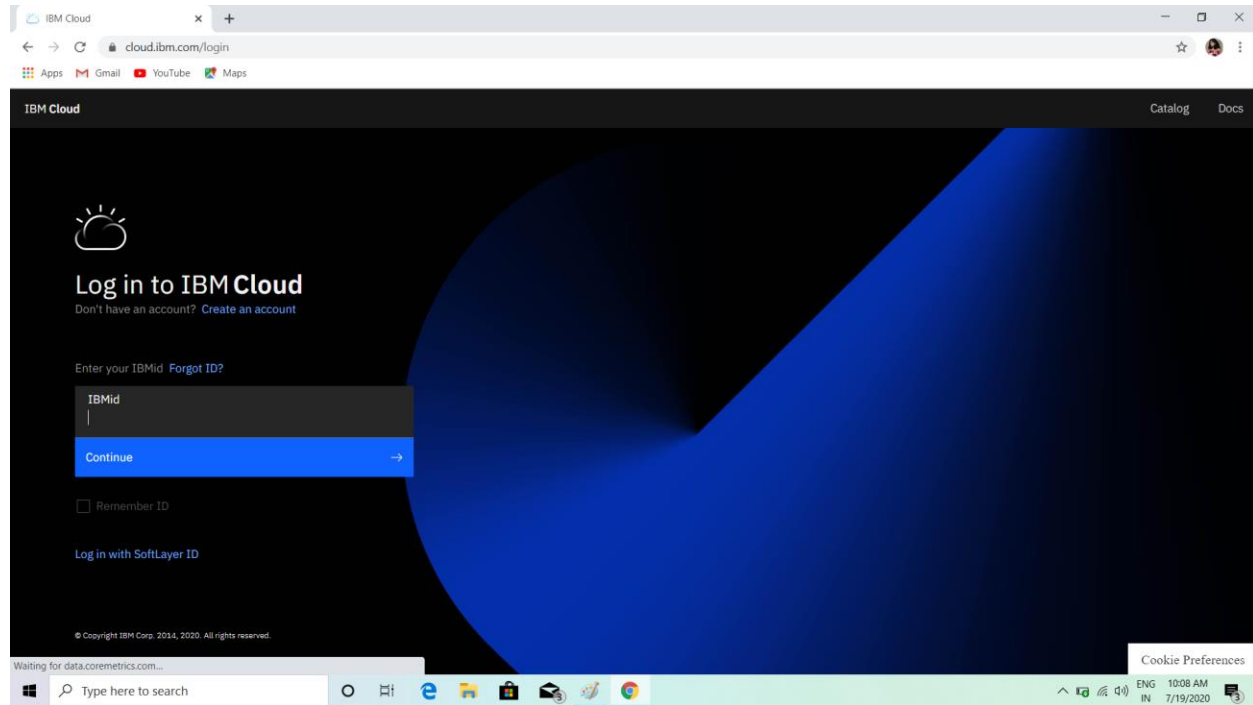 IBM Cloud
cloud.ibm.com/login
Apps Gmail YouTube Maps
IBM Cloud Catalog Docs
Log in to IBM Cloud
Don't have an account? Create an account
Enter your IBMid Forgot ID?
IBMid
Continue
Remember ID
Log in with SoftLayer ID
© Copyright IBM Corp. 2014, 2020. All rights reserved.
Cookie Preferences
Waiting for data.coremetrics.com...
Type here to search
3
ENG 10:08 AM
IN 7/19/2020
3